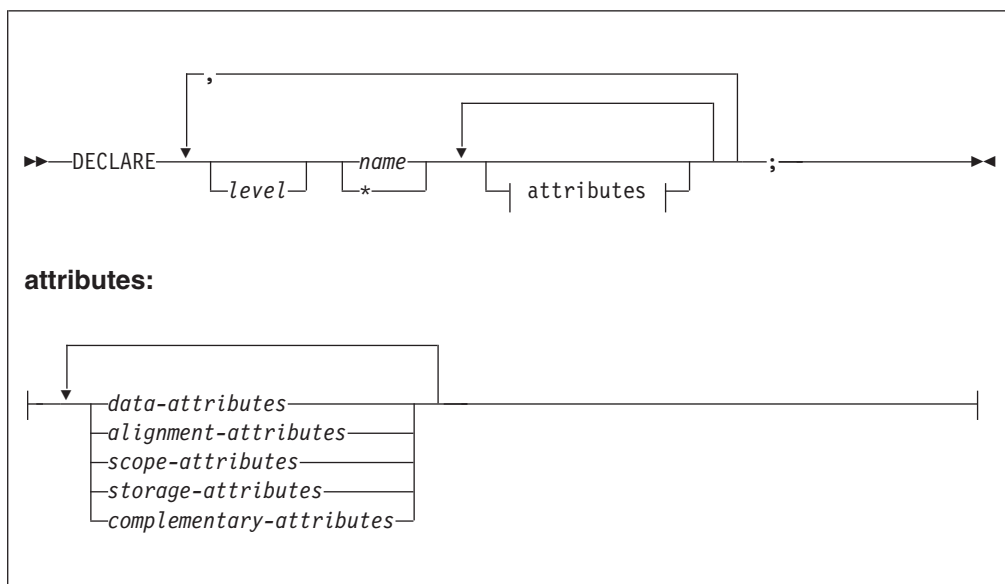 ,
DECLARE level name attributes ;
*
attributes:
data-attributes
alignment-attributes
scope-attributes
storage-attributes
complementary-attributes